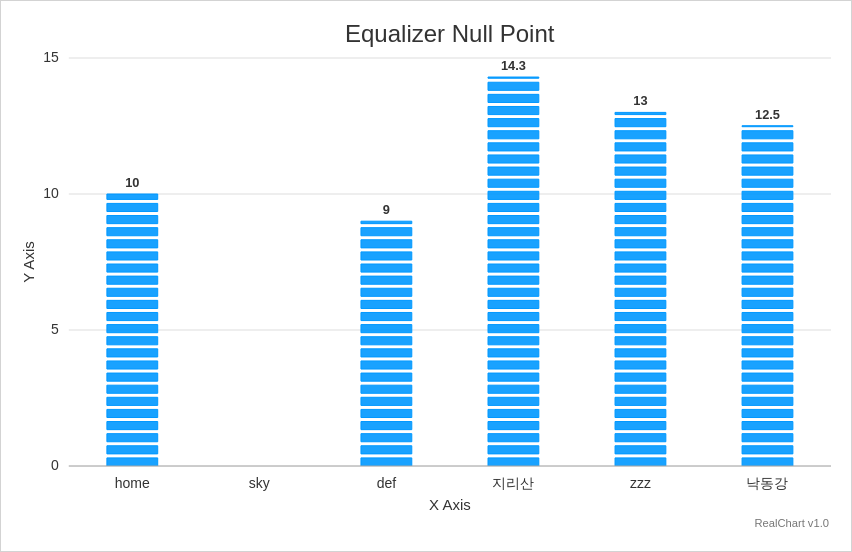 Equalizer Null Point
15
10
5
0
Y Axis
10
9
14.3
13
12.5
home
sky
def
지리산
zzz
낙동강
X Axis
RealChart v1.0